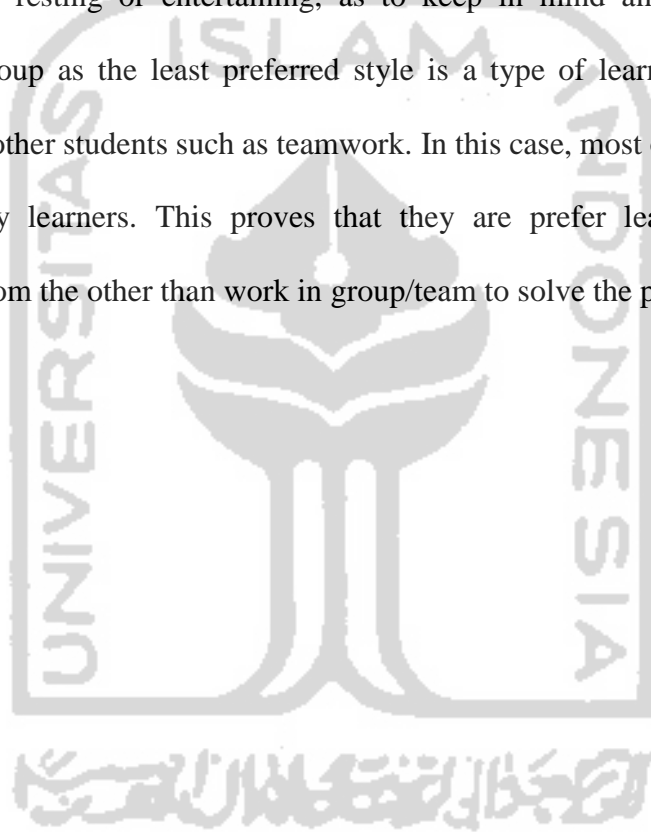 resting or entertaining, as to keep in mind an
oup as the least preferred style is a type of lear
other students such as teamwork. In this case, most
y learners. This proves that they are prefer lea
om the other than work in group/team to solve the p
ISLAM
UNIVERSITAS
INDONESIA